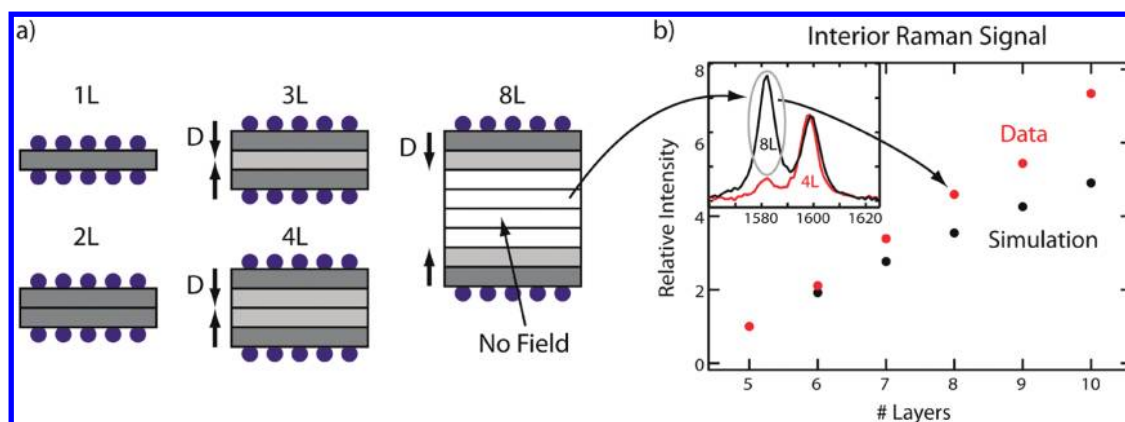 a)
1L
3L
8L
D
D
2L
4L
D
No Field
b)
Interior Raman Signal
Relative Intensity
8
6
4
2
0
8L
4L
1580 1600 1620
Data
Simulation
5 6 7 8 9 10
# Layers